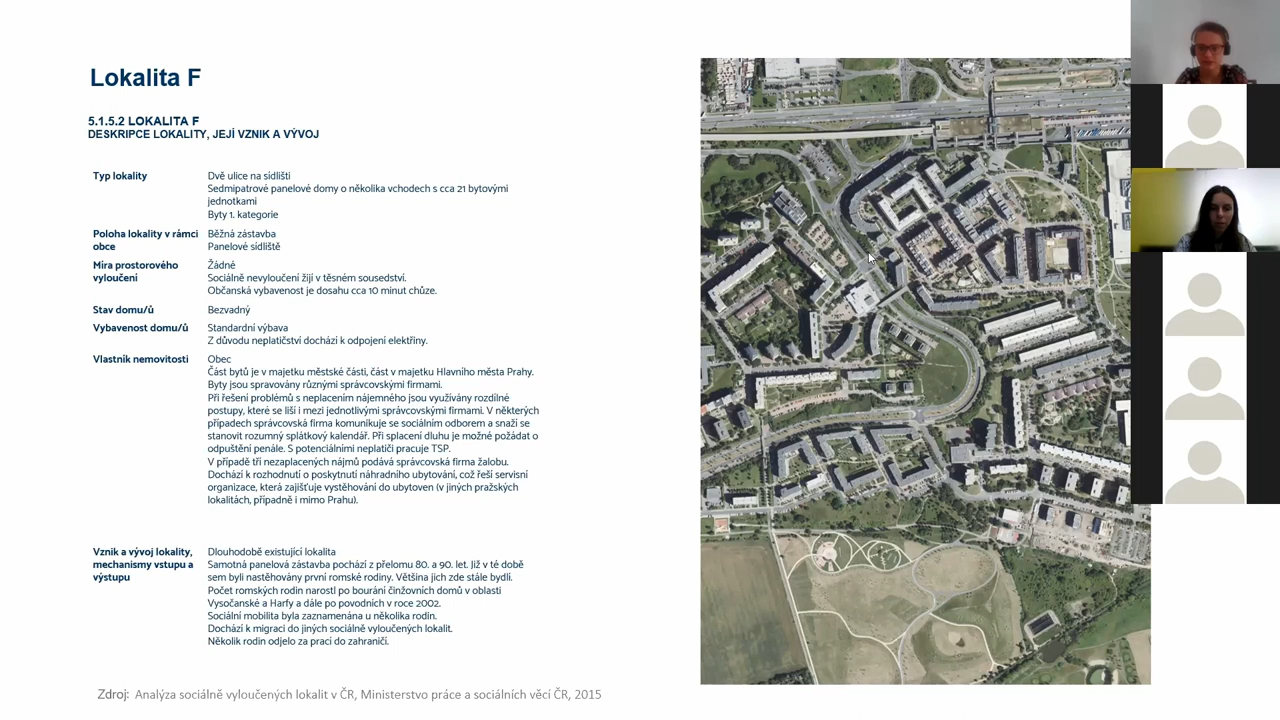 Lokalita F
5.1.5.2 LOKALITA F
DESKRIPCE LOKALITY, JEJÍ VZNIK A VÝVOJ
Typ lokality
Dvě ulice na sídlišti
Sedmipatrové panelové domy o několika vchodech s cca 21 bytovými
jednotkami
Byty 1. kategorie
Poloha lokality v rámci
obce
Běžná zástavba
Panelové sídliště
Míra prostorového
vyloučení
Žádné
Sociálně nevyloučení žijí v těsném sousedství.
Občanská vybavenost je dosahu cca 10 minut chůze.
Stav domu/ů
Bezvadný
Vybavenost domu/ů
Standardní výbava
Z důvodu neplatičství dochází k odpojení elektřiny.
Vlastník nemovitosti
Obec
Část bytů je v majetku městské části, část v majetku Hlavního města Prahy.
Byty jsou spravovány různými správcovskými firmami.
Při řešení problémů s neplacením nájemného jsou využívány rozdílné
postupy, které se liší i mezi jednotlivými správcovskými firmami. V některých
případech správcovská firma komunikuje se sociálním odborem a snaží se
stanovit rozumný splátkový kalendář. Při splacení dluhu je možné požádat o
odpuštění penále. S potenciálními neplatiči pracuje TSP.
V případě tří nezaplacených nájmů podává správcovská firma žalobu.
Dochází k rozhodnutí o poskytnutí náhradního ubytování, což řeší servisní
organizace, která zajišťuje vystěhování do ubytoven (v jiných pražských
lokalitách, případně i mimo Prahu).
Vznik a vývoj lokality,
mechanismy vstupu a
výstupu
Dlouhodobě existující lokalita
Samotná panelová zástavba pochází z přelomu 80. a 90. let. Již v té době
sem byli nastěhovány první romské rodiny. Většina jich zde stále bydlí.
Počet romských rodin narostl po bourání činžovních domů v oblasti
Vysočanské a Harfy a dále po povodních v roce 2002.
Sociální mobilita byla zaznamenána u několika rodin.
Dochází k migraci do jiných sociálně vyloučených lokalit.
Několik rodin odjelo za prací do zahraničí.
Zdroj: Analýza sociálně vyloučených lokalit v ČR, Ministerstvo práce a sociálních věcí ČR, 2015